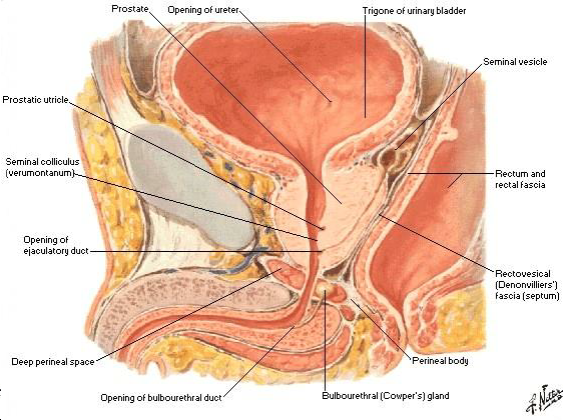 Prostate
Opening of ureter
Trigone of urinary bladder
Seminal vesicle
Prostatic utricle
Seminal colliculus
(verumontanum)
Rectum and
rectal fascia
Opening of
ejaculatory duct
Rectovesical
(Denonvilliers')
fascia (septum)
Deep perineal space
Perineal body
Opening of bulbourethral duct
Bulbourethral (Cowper's) gland